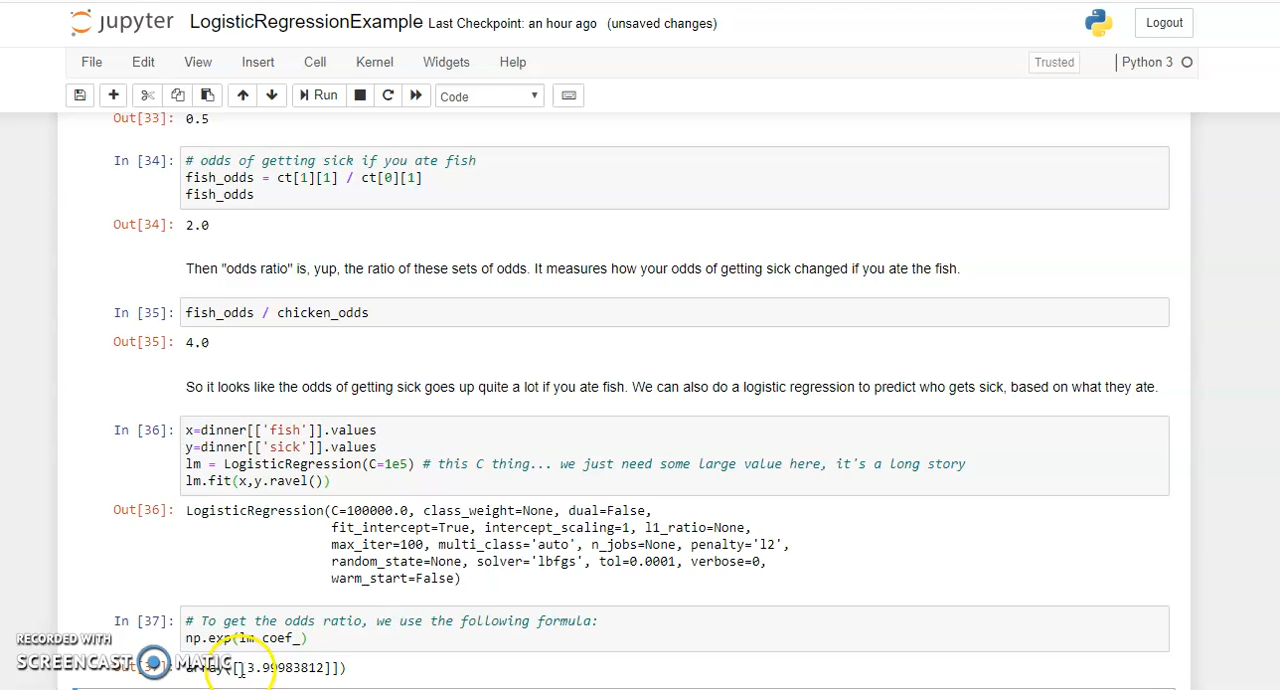 jupyter LogisticRegressionExample Last Checkpoint: an hour ago (unsaved changes) Logout
File Edit View Insert Cell Kernel Widgets Help Trusted Python 3
Run Code
Out[33]: 0.5
In [34]: # odds of getting sick if you ate fish
fish_odds = ct[1][1] / ct[0][1]
fish_odds
Out[34]: 2.0
Then "odds ratio" is, yup, the ratio of these sets of odds. It measures how your odds of getting sick changed if you ate the fish.
In [35]: fish_odds / chicken_odds
Out[35]: 4.0
So it looks like the odds of getting sick goes up quite a lot if you ate fish. We can also do a logistic regression to predict who gets sick, based on what they ate.
In [36]: x=dinner[['fish']].values
y=dinner[['sick']].values
lm = LogisticRegression(C=1e5) # this C thing... we just need some large value here, it's a long story
lm.fit(x,y.ravel())
Out[36]: LogisticRegression(C=100000.0, class_weight=None, dual=False,
fit_intercept=True, intercept_scaling=1, l1_ratio=None,
max_iter=100, multi_class='auto', n_jobs=None, penalty='l2',
random_state=None, solver='lbfgs', tol=0.0001, verbose=0,
warm_start=False)
In [37]: # To get the odds ratio, we use the following formula:
np.exp(lm.coef_)
RECORDED WITH
SCREENCAST MATIC
3.99983812]])